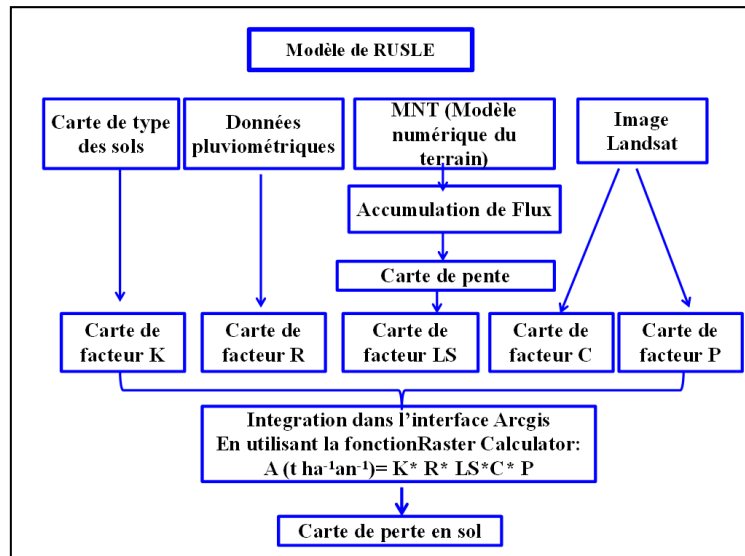 Modèle de RUSLE
Carte de type
des sols
Données
pluviométriques
MNT (Modèle
numérique du
terrain)
Image
Landsat
Accumulation de Flux
Carte de pente
Carte de
facteur K
Carte de
facteur R
Carte de
facteur LS
Carte de
facteur C
Carte de
facteur P
Integration dans l'interface Arcgis
En utilisant la fonctionRaster Calculator:
A (t ha⁻¹an⁻¹)= K* R* LS*C* P
Carte de perte en sol